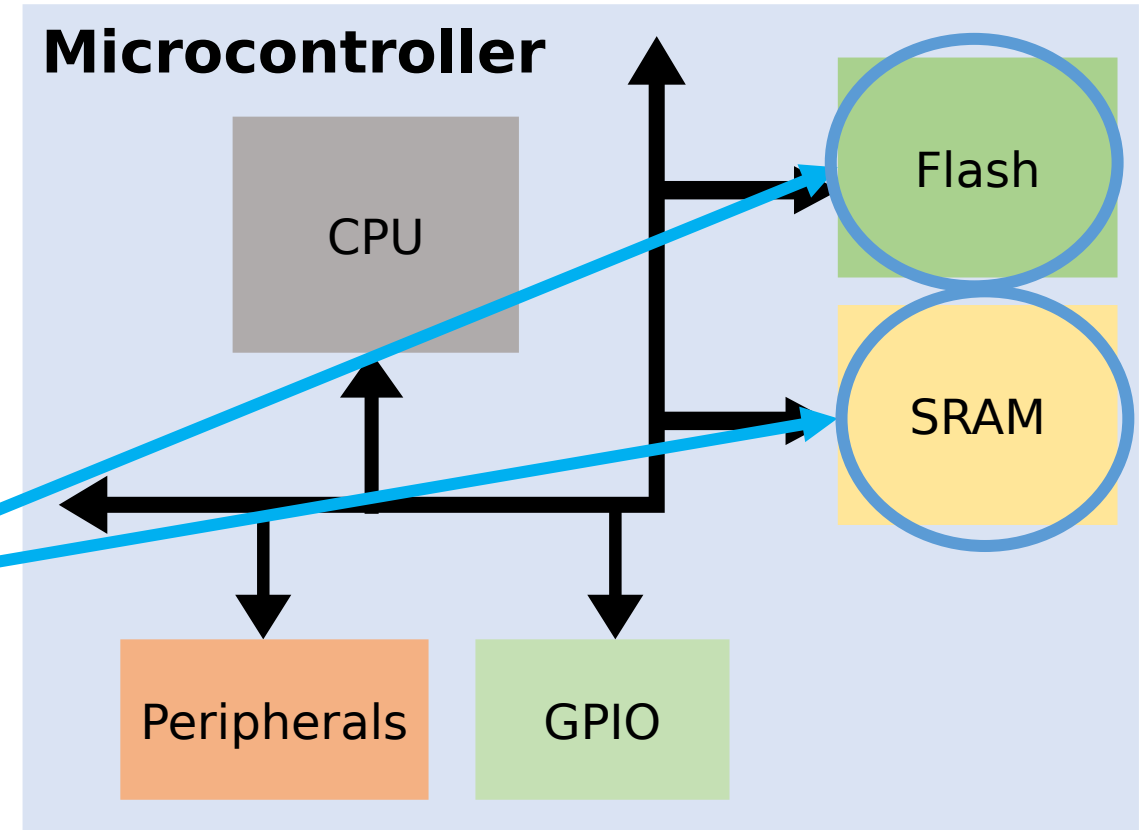 Microcontroller
CPU
Flash
SRAM
Peripherals
GPIO